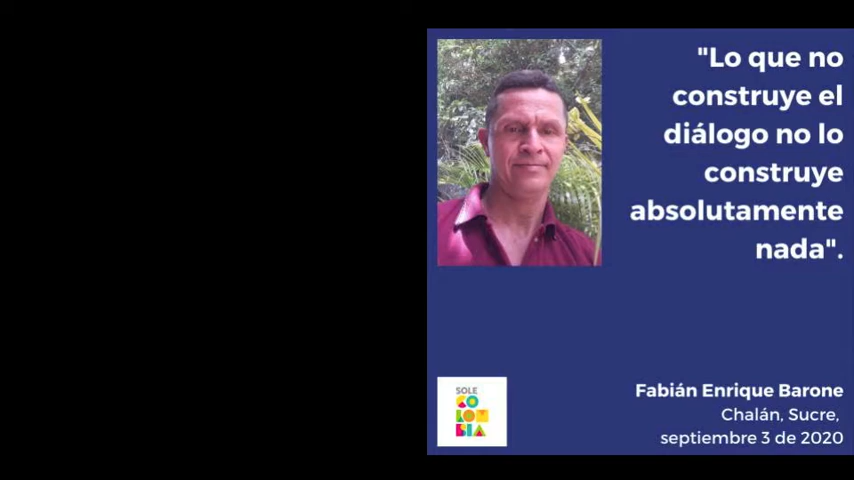 "Lo que no
construye el
diálogo no lo
construye
absolutamente
nada".
SOLE
CO
LOM
BIA
Fabián Enrique Barone
Chalán, Sucre,
septiembre 3 de 2020